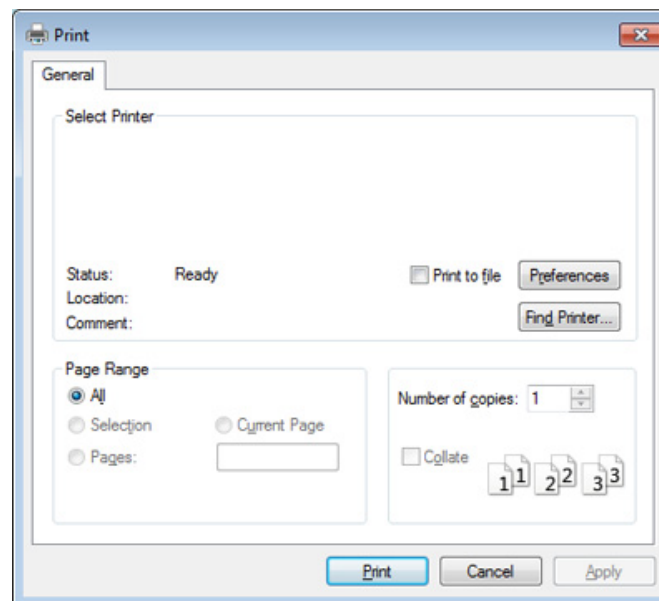 Print
General
Select Printer
Status: Ready
Print to file
Preferences
Location:
Comment:
Find Printer...
Page Range
All
Selection
Current Page
Pages:
Number of copies: 1
Collate
1 1 2 2 3 3
Print Cancel Apply